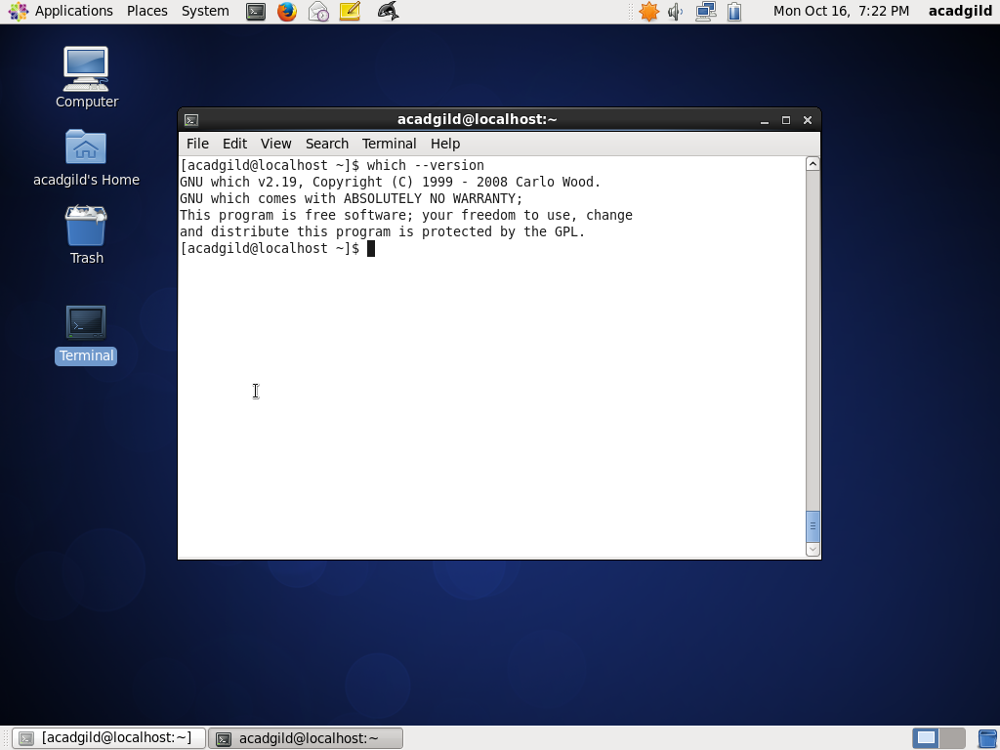 Applications Places System Mon Oct 16, 7:22 PM acadgild
Computer
acadgild's Home
Trash
Terminal
acadgild@localhost:~
File Edit View Search Terminal Help
[acadgild@localhost ~]$ which --version
GNU which v2.19, Copyright (C) 1999 - 2008 Carlo Wood.
GNU which comes with ABSOLUTELY NO WARRANTY;
This program is free software; your freedom to use, change
and distribute this program is protected by the GPL.
[acadgild@localhost ~]$
[acadgild@localhost:~] acadgild@localhost:~